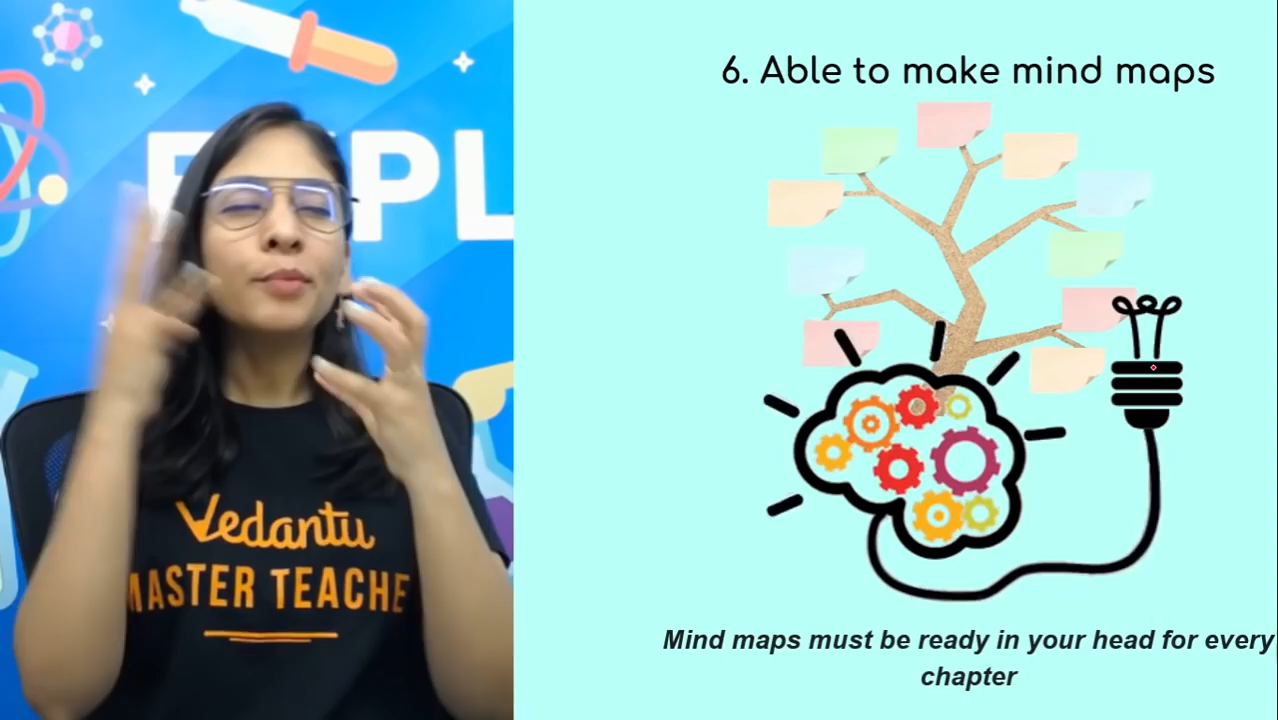 6. Able to make mind maps
Vedantu
MASTER TEACHE
Mind maps must be ready in your head for every
chapter